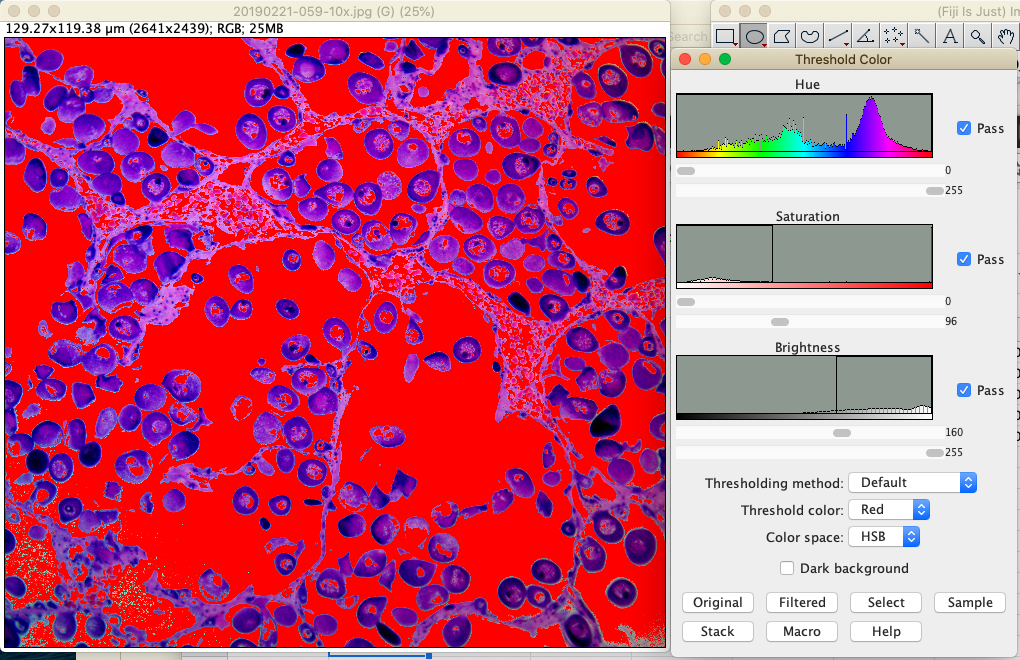 20190221-059-10x.jpg (G) (25%)
129.27x119.38 µm (2641x2439); RGB; 25MB
(Fiji Is Just) Im
Search
Threshold Color
Hue
Pass
0
255
Saturation
Pass
0
96
Brightness
Pass
160
255
Thresholding method: Default
Threshold color: Red
Color space: HSB
Dark background
Original Filtered Select Sample
Stack Macro Help